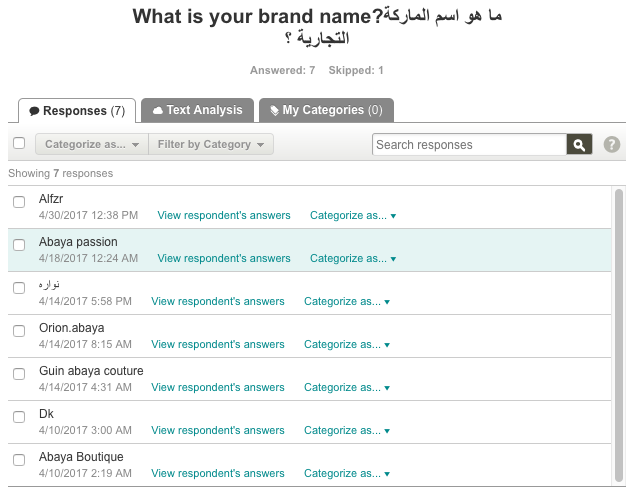 What is your brand name?ما هو اسم الماركة
التجارية ؟
Answered: 7 Skipped: 1
Responses (7) Text Analysis My Categories (0)
Categorize as... Filter by Category Search responses ?
Showing 7 responses
Alfzr
4/30/2017 12:38 PM View respondent's answers Categorize as...
Abaya passion
4/18/2017 12:24 AM View respondent's answers Categorize as...
نواره
4/14/2017 5:58 PM View respondent's answers Categorize as...
Orion.abaya
4/14/2017 8:15 AM View respondent's answers Categorize as...
Guin abaya couture
4/14/2017 4:31 AM View respondent's answers Categorize as...
Dk
4/10/2017 3:00 AM View respondent's answers Categorize as...
Abaya Boutique
4/10/2017 2:19 AM View respondent's answers Categorize as...